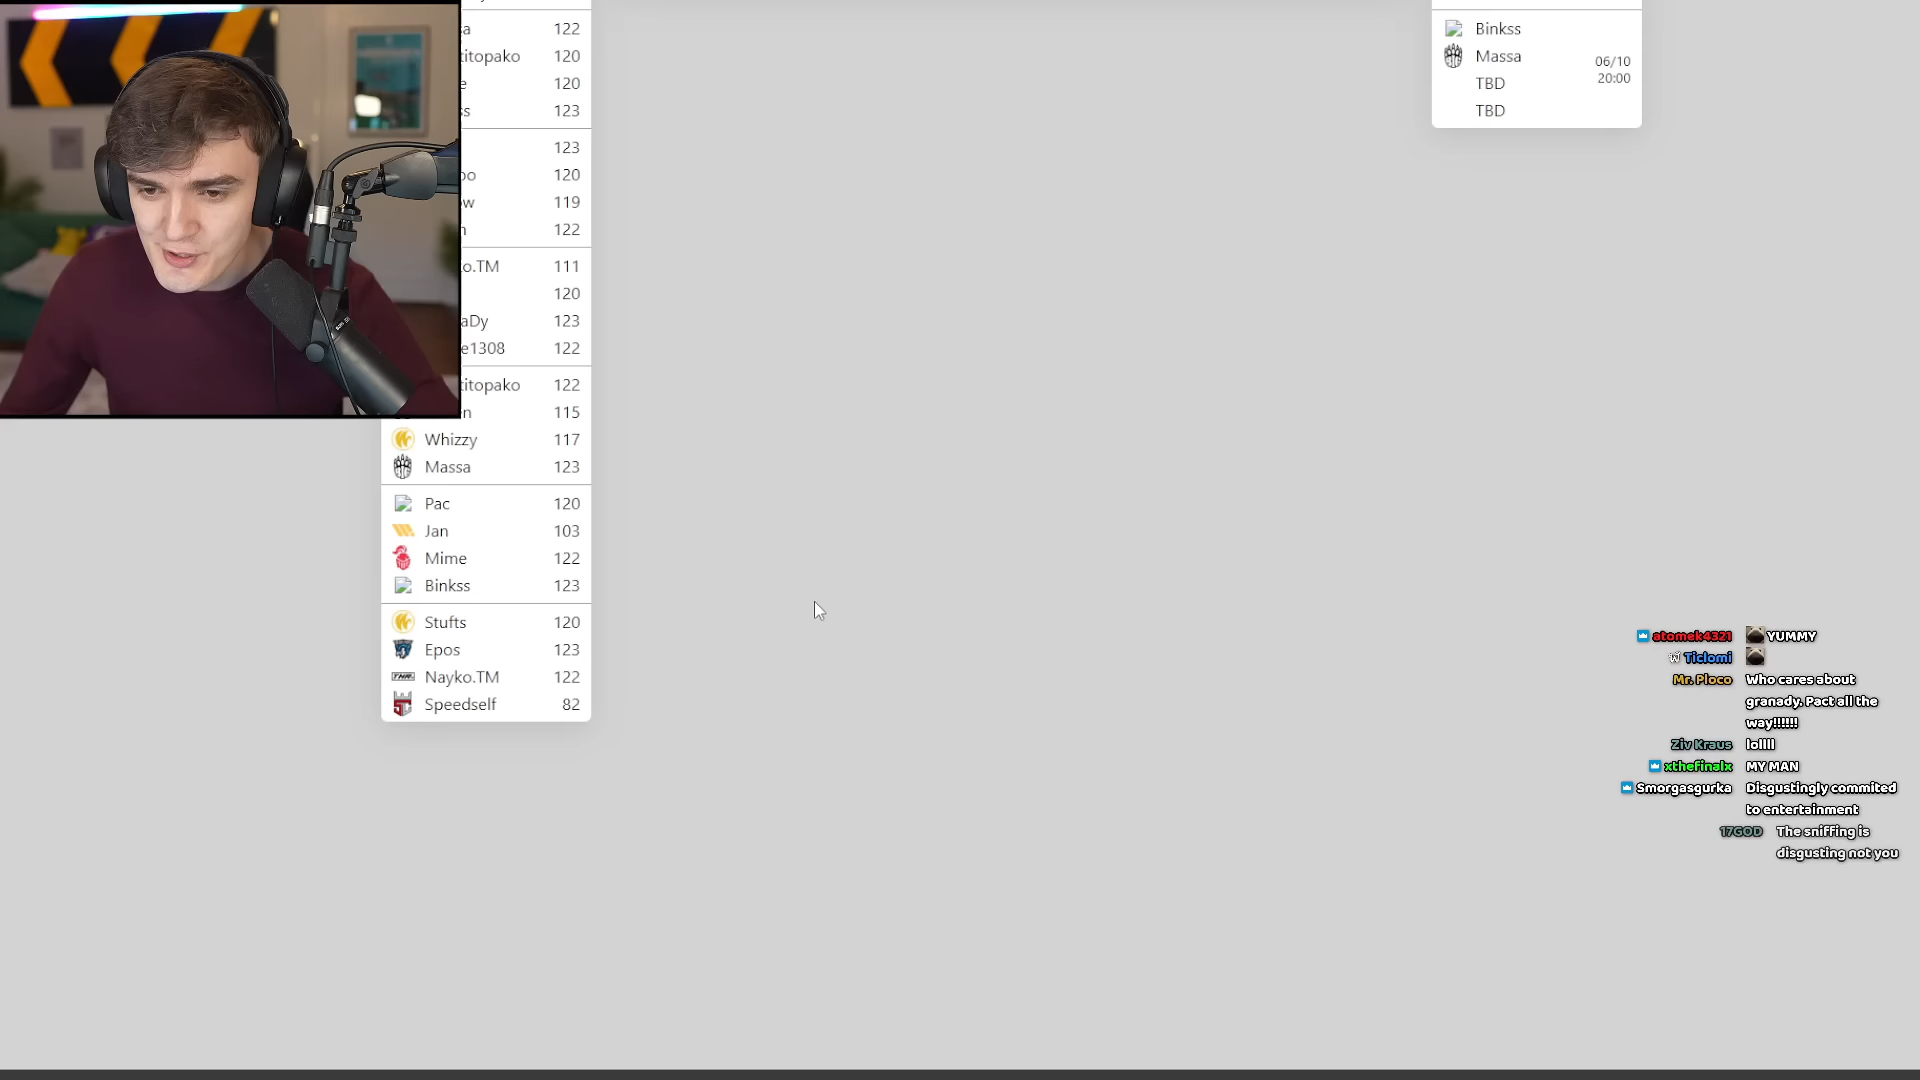 a 122
titopako 120
e 120
ss 123
123
oo 120
w 119
n 122
o.TM 111
120
aDy 123
e1308 122
titopako 122
n 115
Whizzy 117
Massa 123
Pac 120
Jan 103
Mime 122
Binkss 123
Stufts 120
Epos 123
Nayko.TM 122
Speedself 82
Binkss
Massa
TBD
TBD
06/10
20:00
atomek4321 YUMMY
Ticlomi
Mr. Ploco Who cares about
granady. Pact all the
way!!!!!!
Ziv Kraus lollll
xthefinalx MY MAN
Smorgasgurka Disgustingly commited
to entertainment
17GOD The sniffing is
disgusting not you